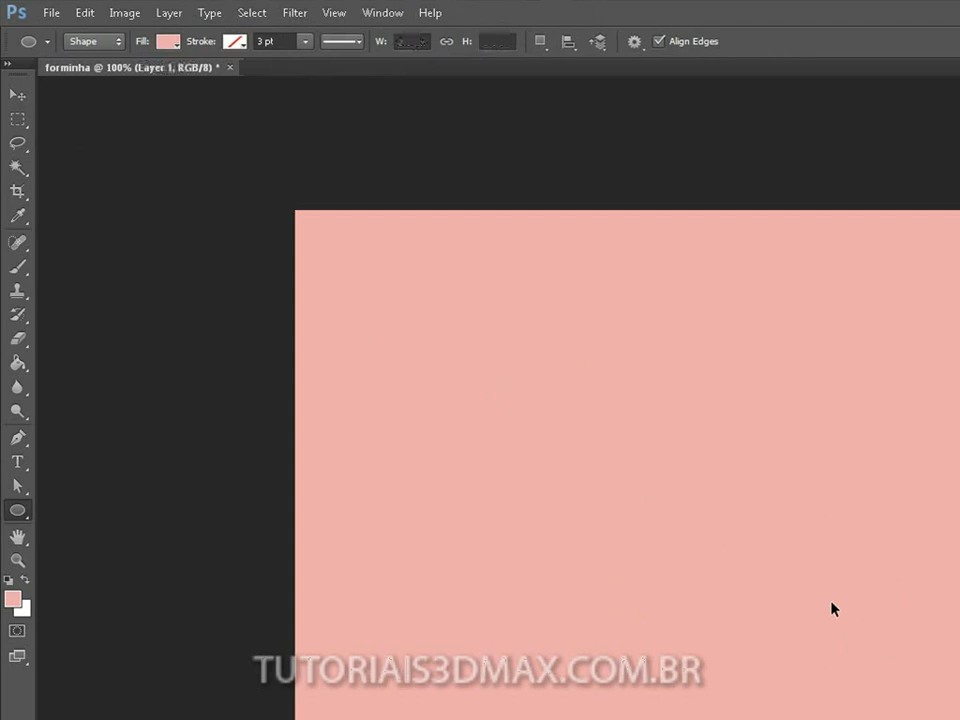 Ps File Edit Image Layer Type Select Filter View Window Help
Shape Fill: Stroke: 3 pt W: H: Align Edges
forminha @ 100% (Layer 1, RGB/8) * ×
T
TUTORIAIS3DMAX.COM.BR